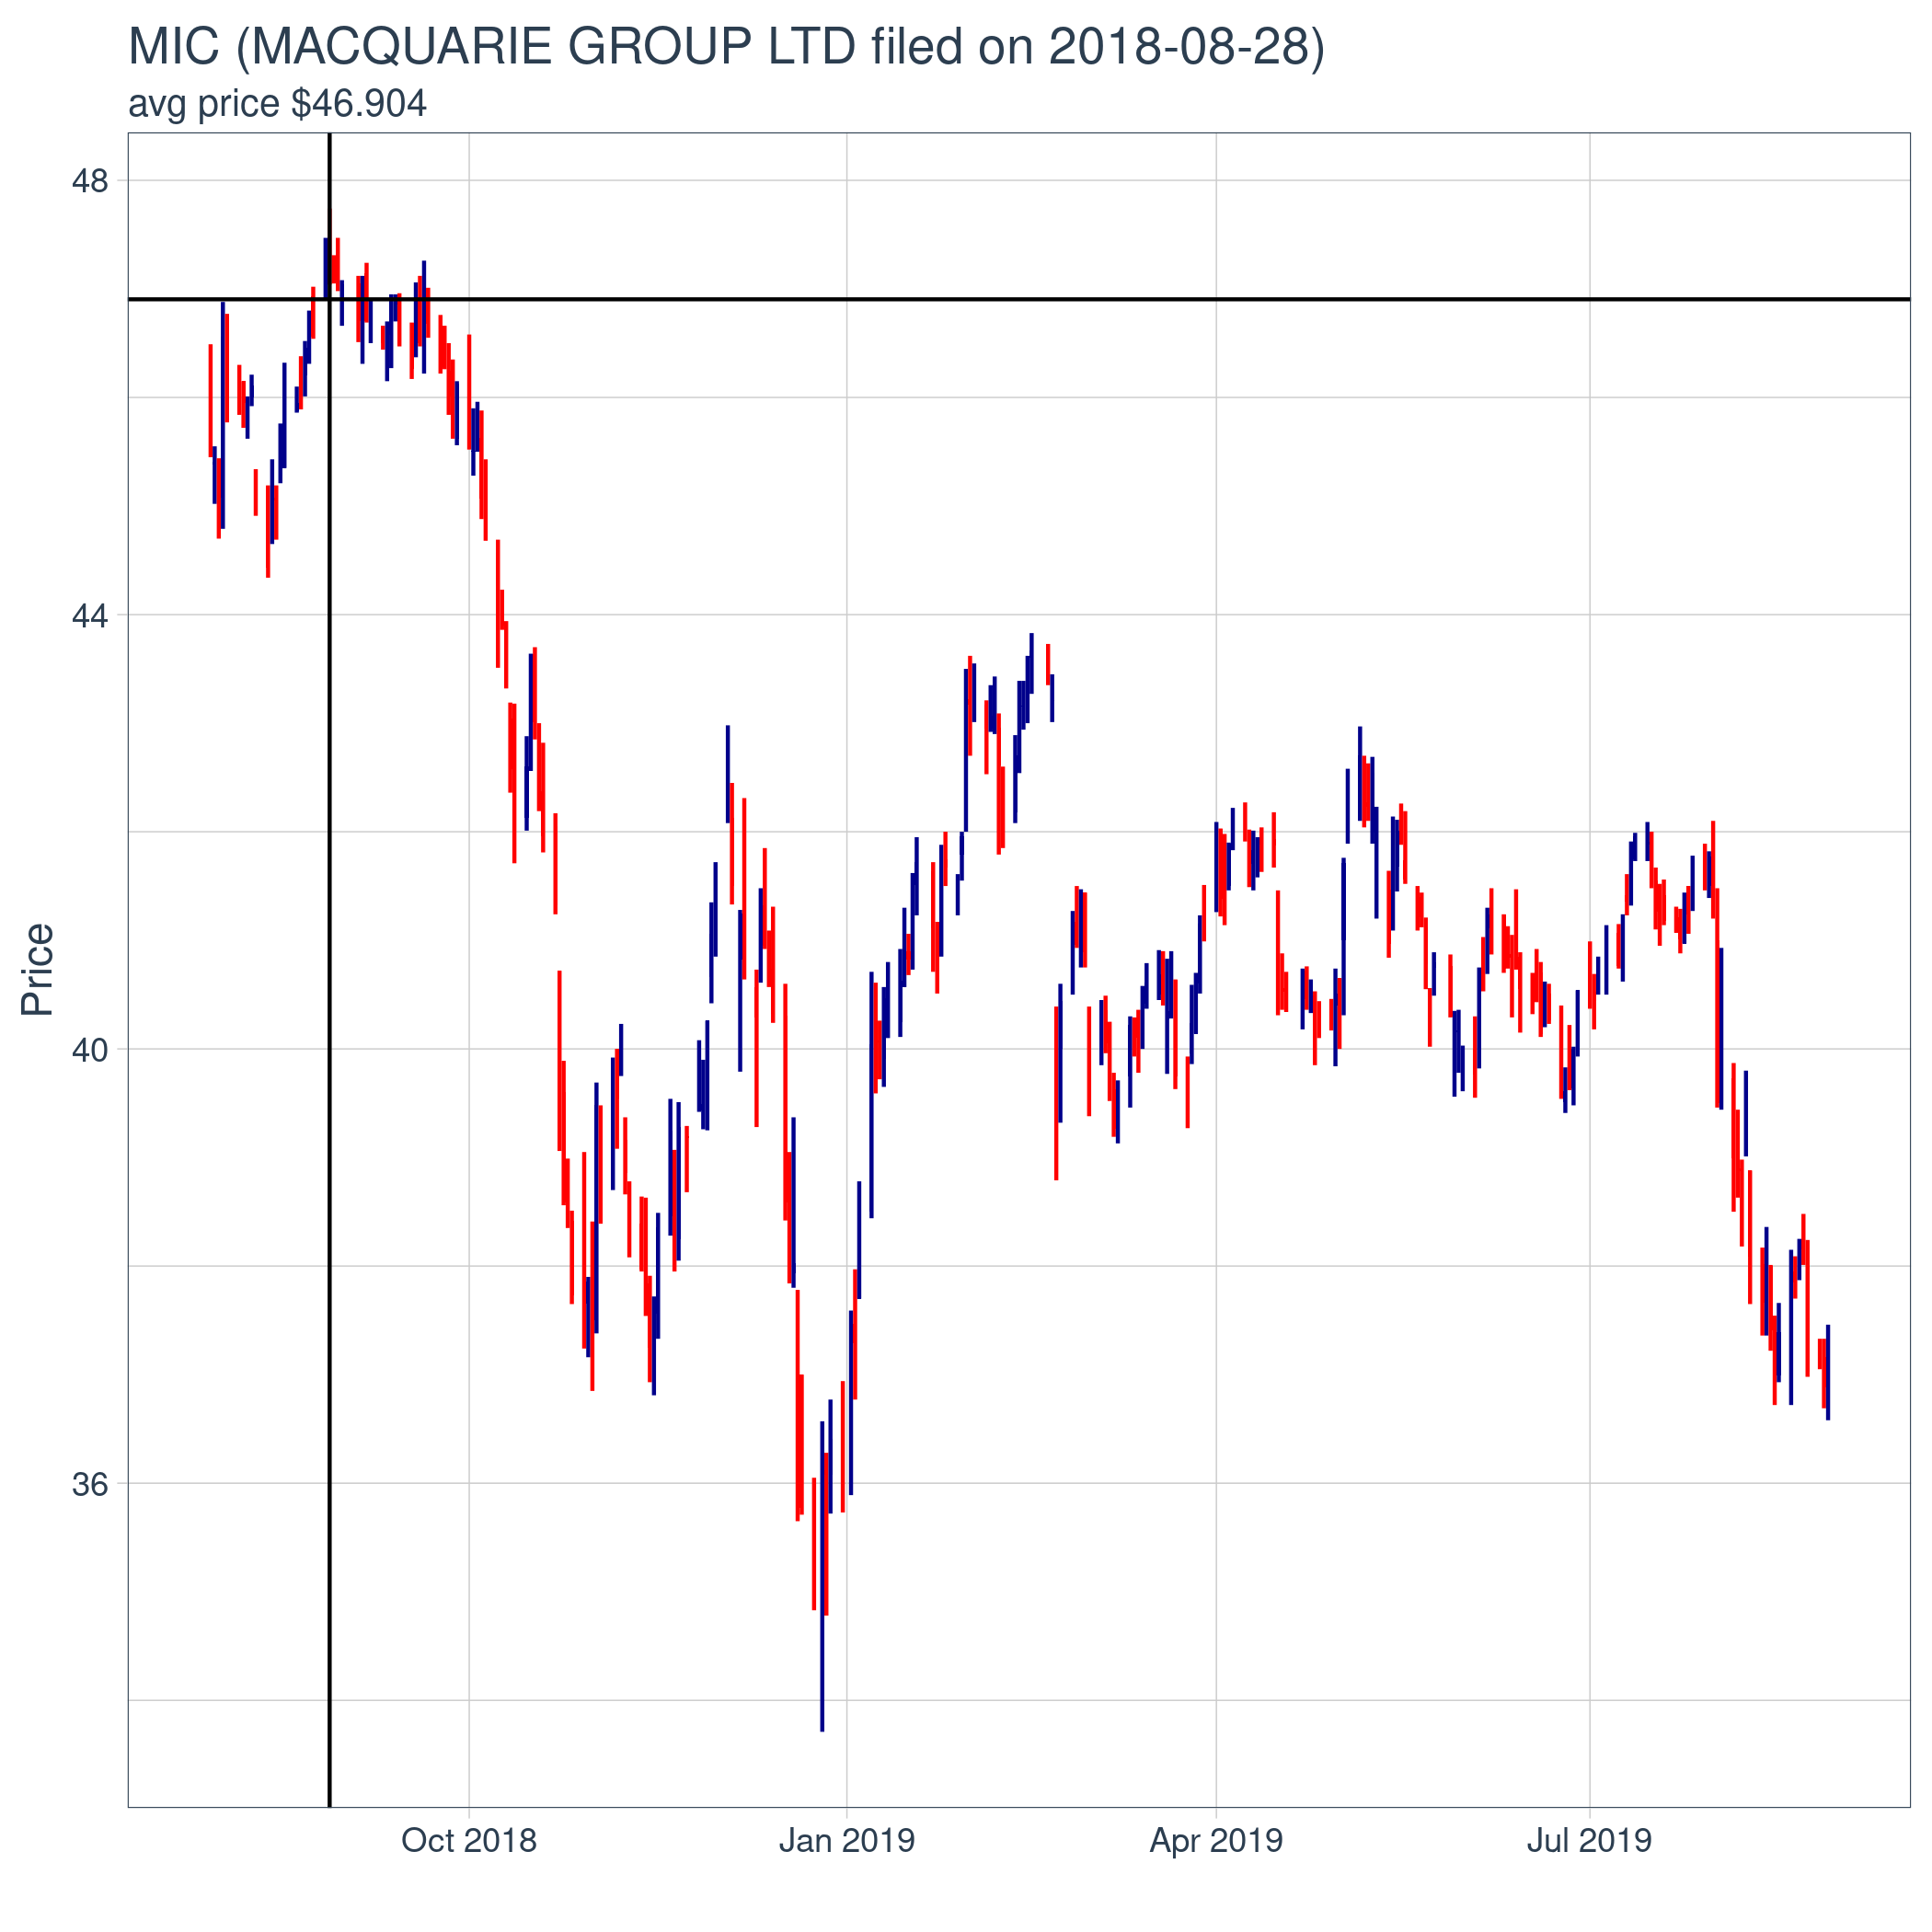 MIC (MACQUARIE GROUP LTD filed on 2018-08-28)
avg price $46.904
48
44
40
36
Price
Oct 2018
Jan 2019
Apr 2019
Jul 2019